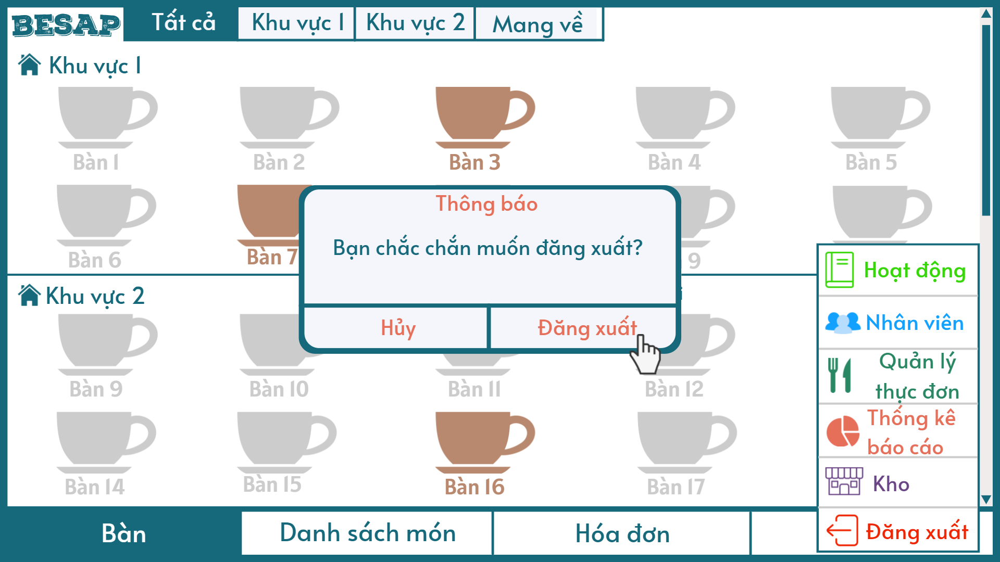 BESAP
Tất cả
Khu vực 1
Khu vực 2
Mang về
Khu vực 1
Bàn 1
Bàn 2
Bàn 3
Bàn 4
Bàn 5
Bàn 6
Bàn 7
9
Thông báo
Bạn chắc chắn muốn đăng xuất?
Hủy
Đăng xuất
Khu vực 2
Bàn 9
Bàn 10
Bàn 11
Bàn 12
Bàn 14
Bàn 15
Bàn 16
Bàn 17
Hoạt động
Nhân viên
Quản lý
thực đơn
Thống kê
báo cáo
Kho
Đăng xuất
Bàn
Danh sách món
Hóa đơn